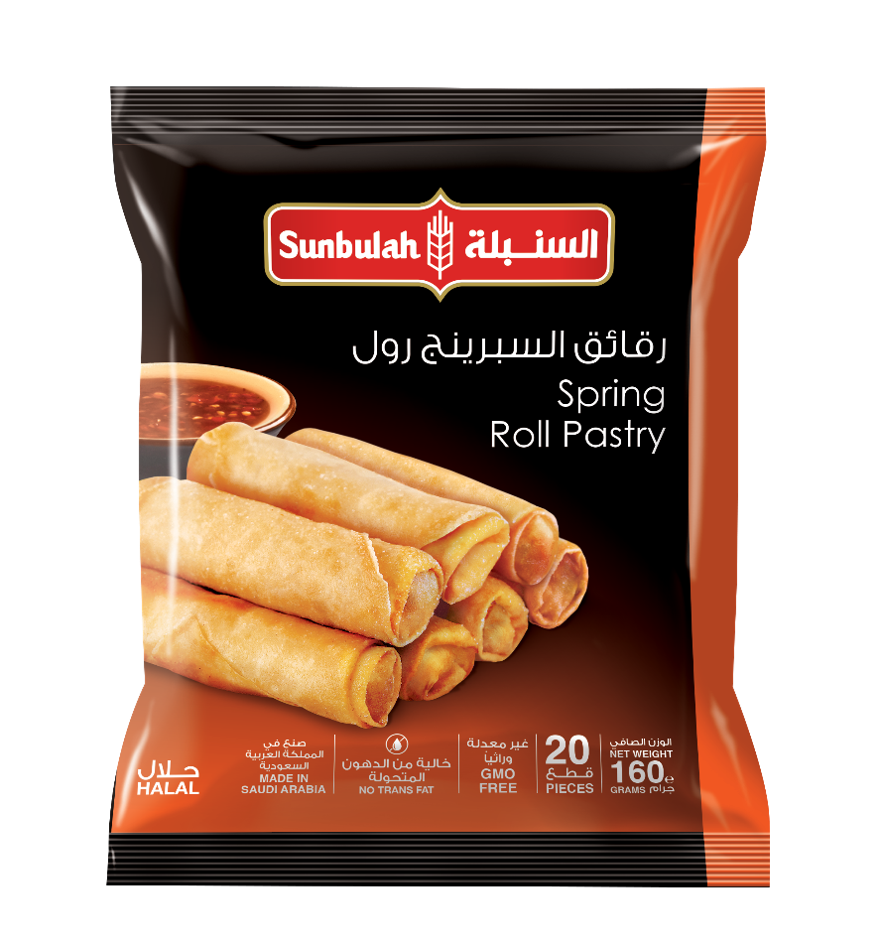 Sunbulah السنبلة
رقائق السبرينج رول
Spring
Roll Pastry
حلال
HALAL
صنع في
المملكة العربية
السعودية
MADE IN
SAUDI ARABIA
خالية من الدهون
المتحولة
NO TRANS FAT
غير معدلة
وراثياً
GMO
FREE
20
قطع
PIECES
الوزن الصافي
NET WEIGHT
160 e
GRAMS جرام